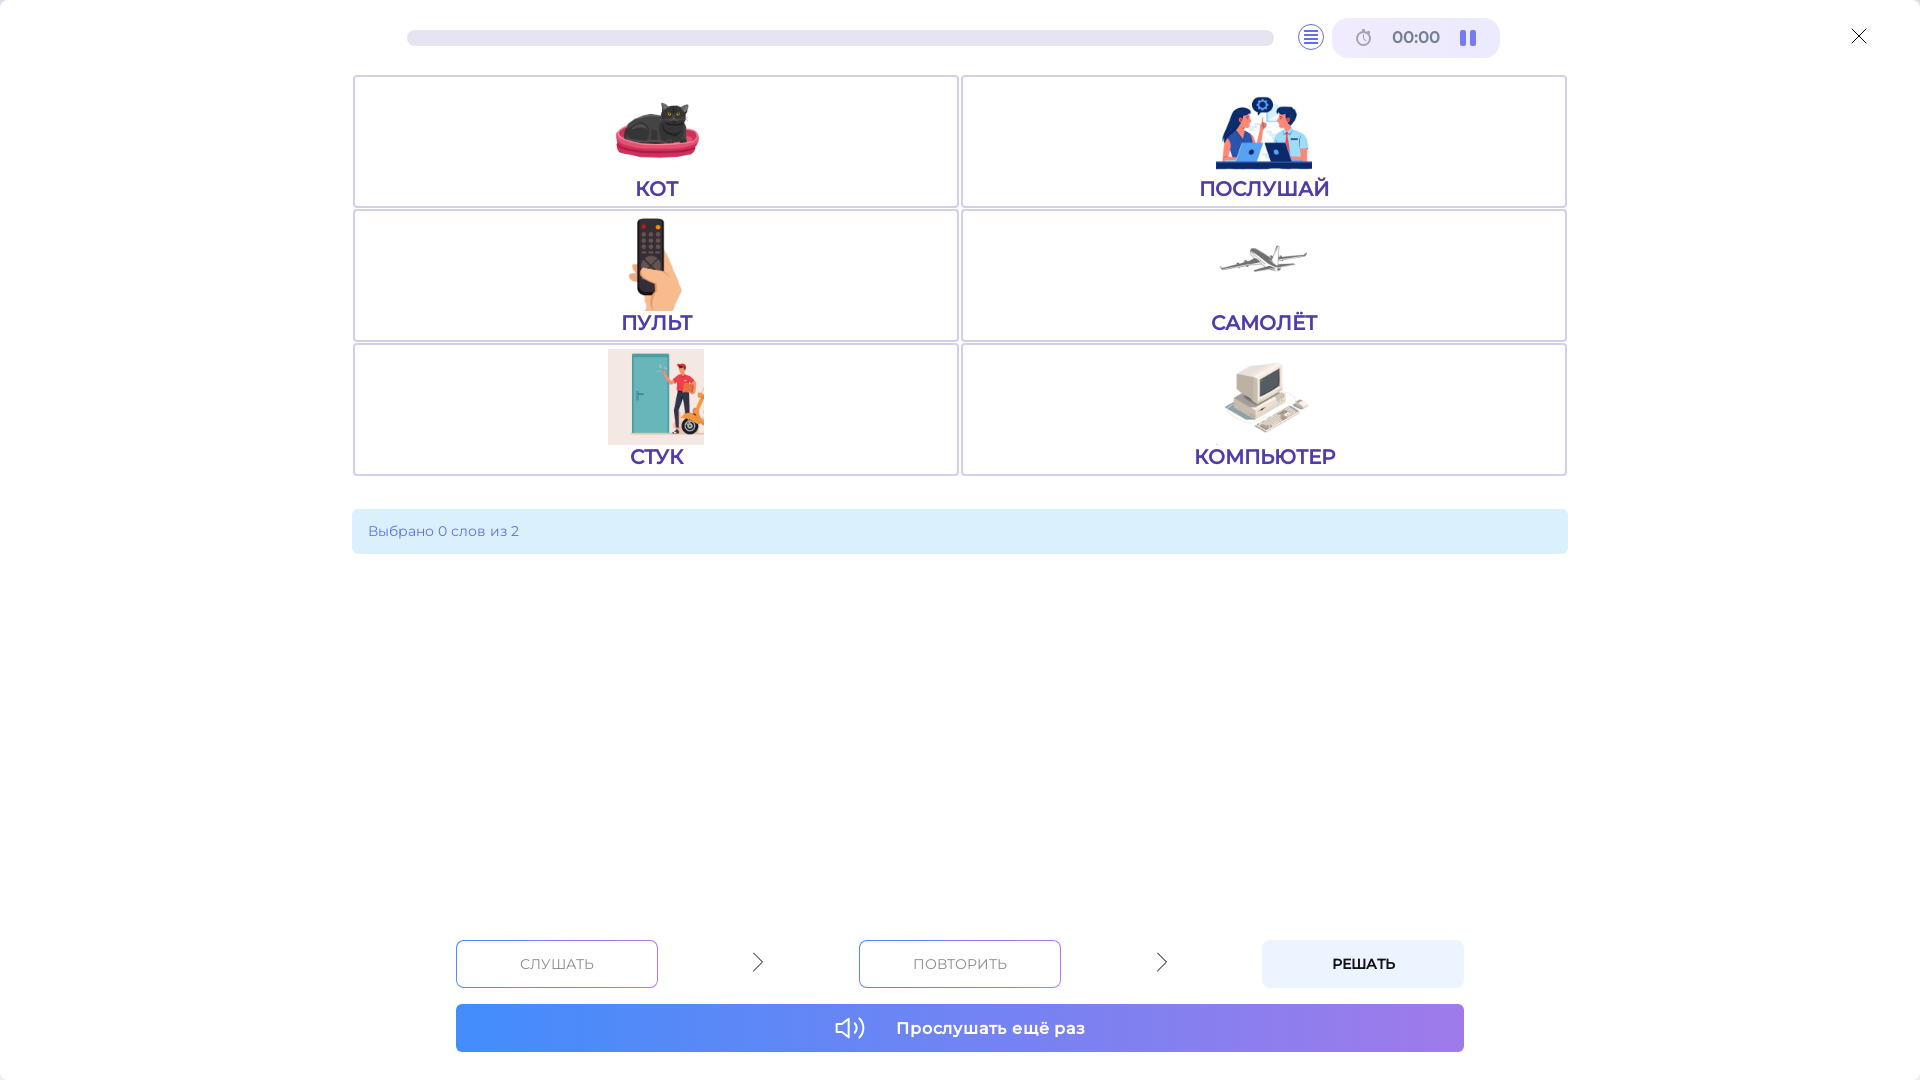 00:00
КОТ
ПОСЛУШАЙ
ПУЛЬТ
САМОЛЁТ
СТУК
КОМПЬЮТЕР
Выбрано 0 слов из 2
СЛУШАТЬ
ПОВТОРИТЬ
РЕШАТЬ
Прослушать ещё раз